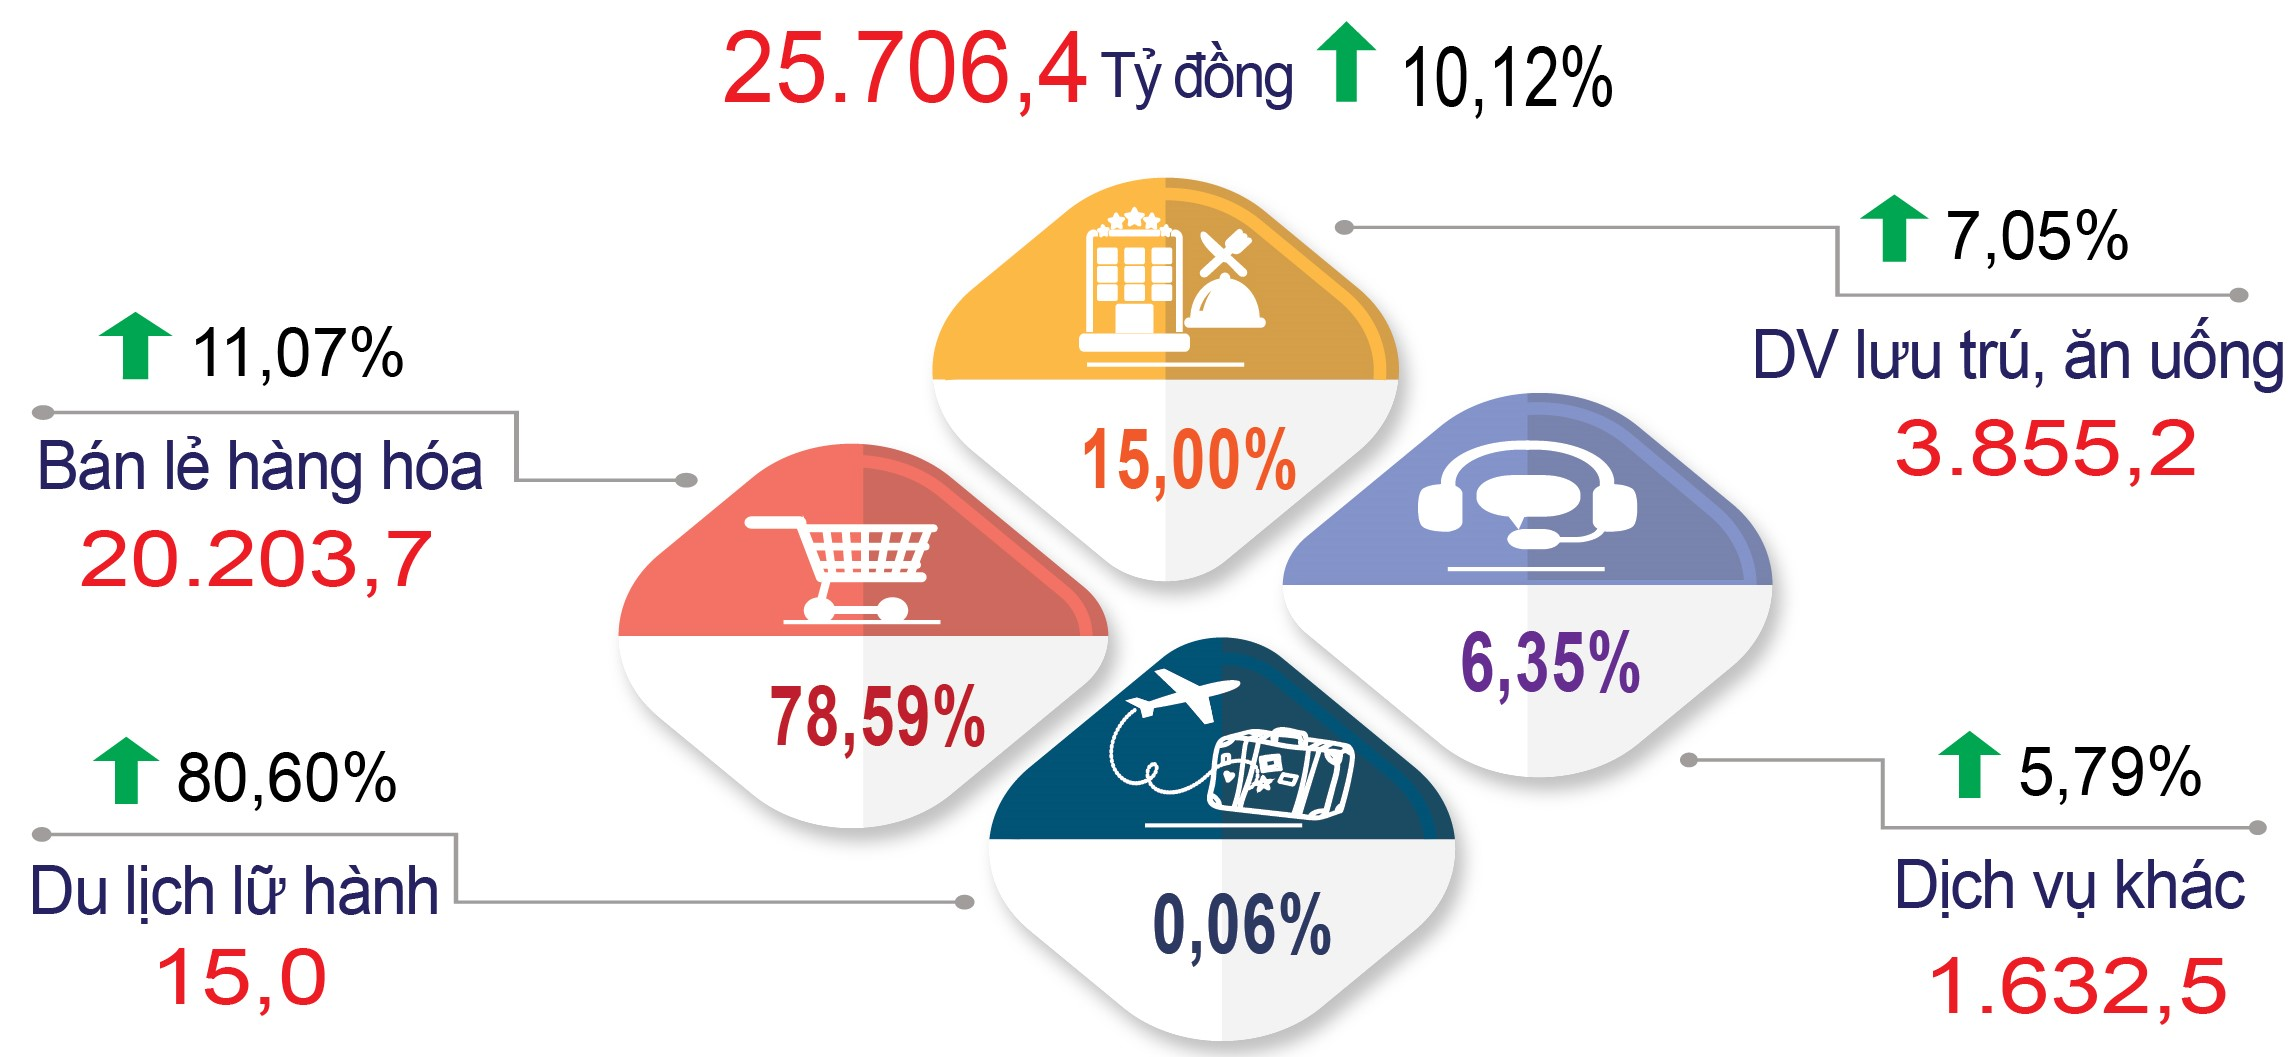 25.706,4 Tỷ đồng 10,12%
11,07%
Bán lẻ hàng hóa
20.203,7
78,59%
7,05%
DV lưu trú, ăn uống
3.855,2
15,00%
80,60%
Du lịch lữ hành
15,0
0,06%
5,79%
Dịch vụ khác
1.632,5
6,35%